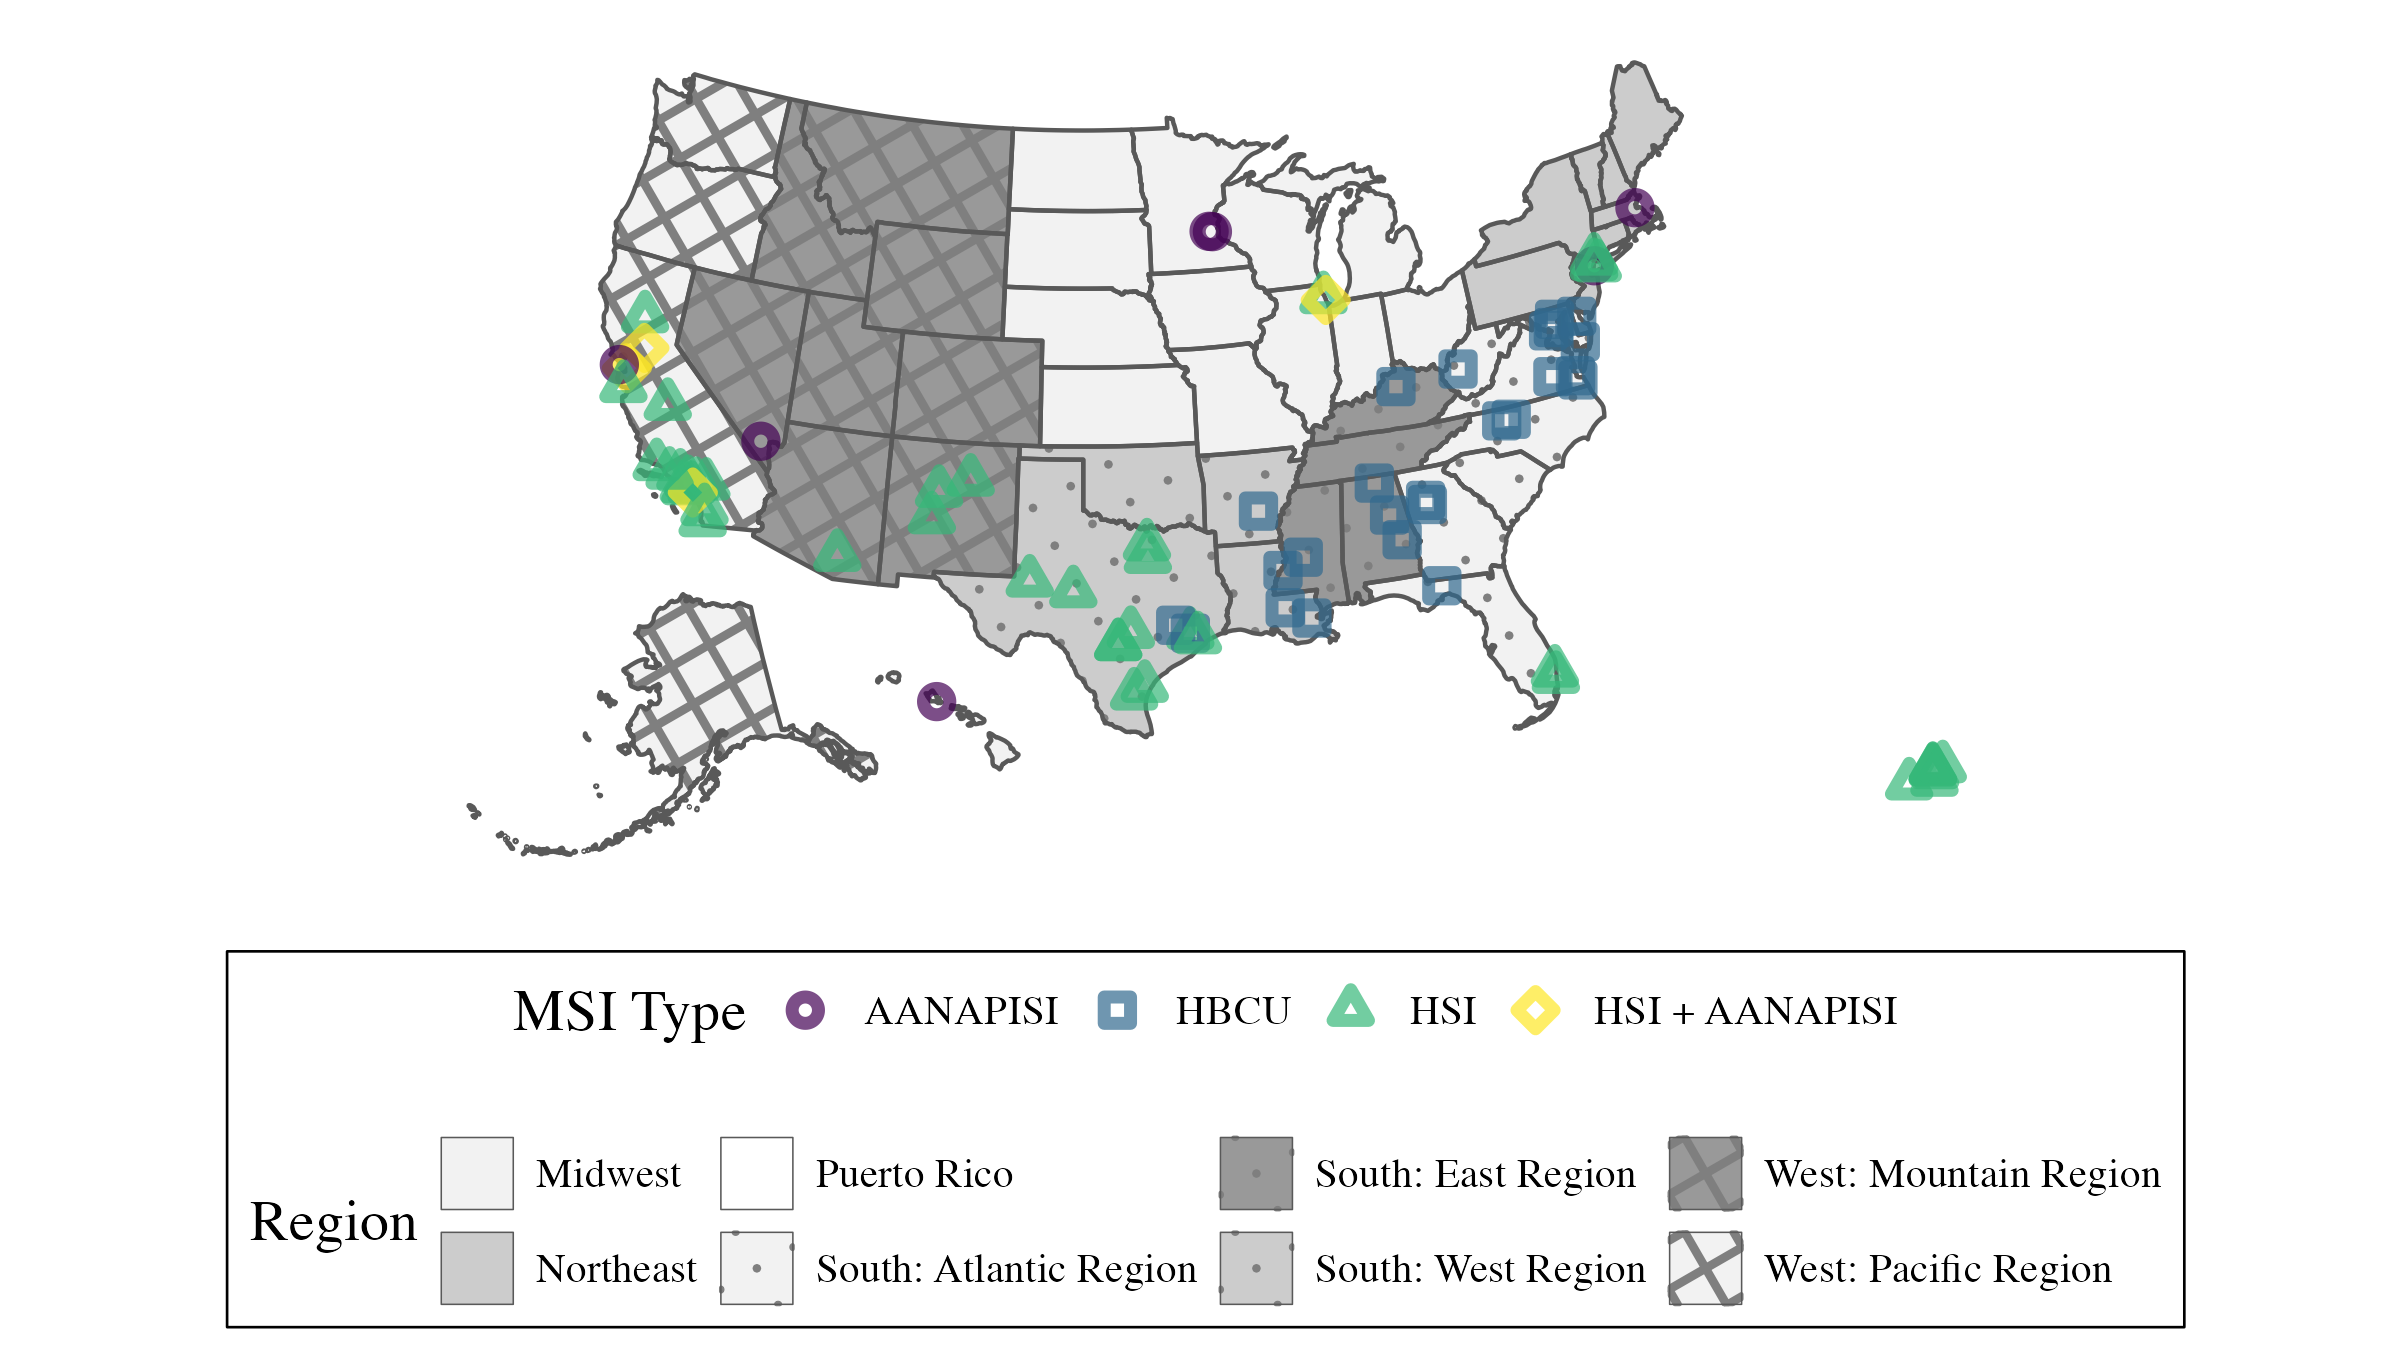 MSI Type AANAPISI HBCU HSI HSI + AANAPISI
Region
Midwest Puerto Rico South: East Region West: Mountain Region
Northeast South: Atlantic Region South: West Region West: Pacific Region